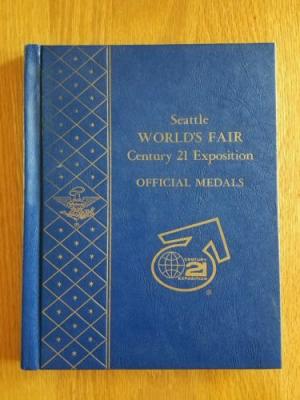 Seattle
WORLD'S FAIR
Century 21 Exposition
OFFICIAL MEDALS
CENTURY
21
EXPOSITION
®